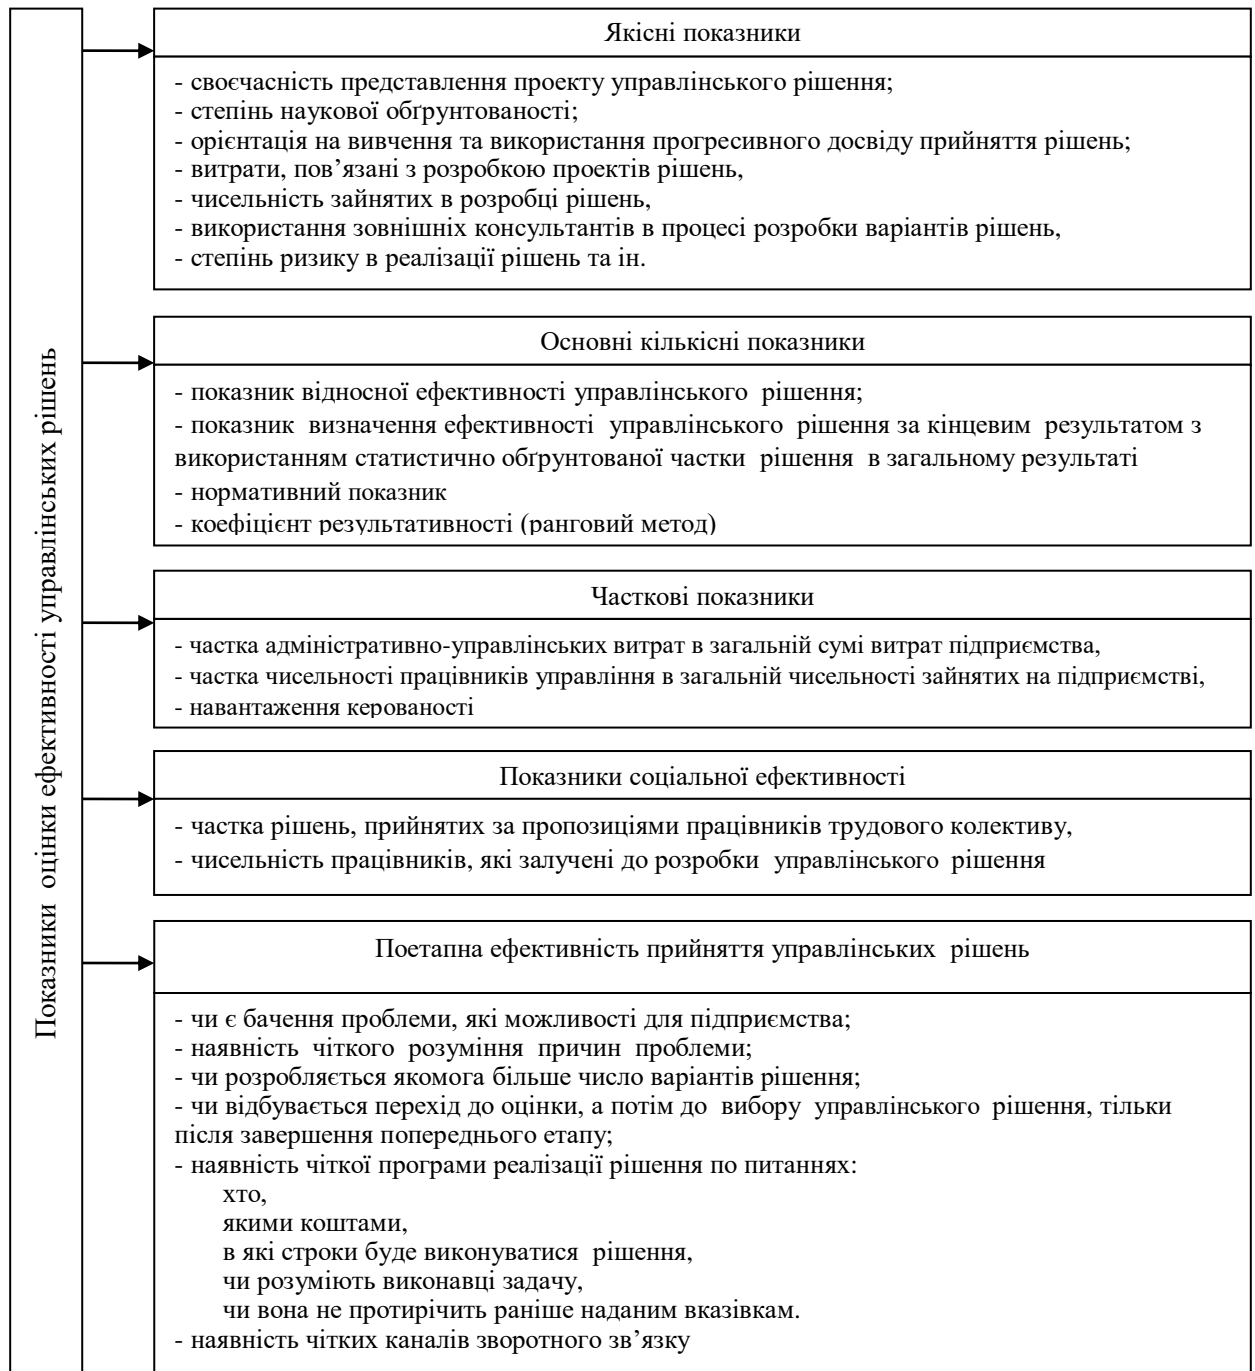 Показники оцінки ефективності управлінських рішень
Якісні показники
- своєчасність представлення проекту управлінського рішення;
- степінь наукової обґрунтованості;
- орієнтація на вивчення та використання прогресивного досвіду прийняття рішень;
- витрати, пов’язані з розробкою проектів рішень,
- чисельність зайнятих в розробці рішень,
- використання зовнішніх консультантів в процесі розробки варіантів рішень,
- степінь ризику в реалізації рішень та ін.
Основні кількісні показники
- показник відносної ефективності управлінського рішення;
- показник визначення ефективності управлінського рішення за кінцевим результатом з
використанням статистично обґрунтованої частки рішення в загальному результаті
- нормативний показник
- коефіцієнт результативності (ранговий метод)
Часткові показники
- частка адміністративно-управлінських витрат в загальній сумі витрат підприємства,
- частка чисельності працівників управління в загальній чисельності зайнятих на підприємстві,
- навантаження керованості
Показники соціальної ефективності
- частка рішень, прийнятих за пропозиціями працівників трудового колективу,
- чисельність працівників, які залучені до розробки управлінського рішення
Поетапна ефективність прийняття управлінських рішень
- чи є бачення проблеми, які можливості для підприємства;
- наявність чіткого розуміння причин проблеми;
- чи розробляється якомога більше число варіантів рішення;
- чи відбувається перехід до оцінки, а потім до вибору управлінського рішення, тільки
після завершення попереднього етапу;
- наявність чіткої програми реалізації рішення по питаннях:
хто,
якими коштами,
в які строки буде виконуватися рішення,
чи розуміють виконавці задачу,
чи вона не протирічить раніше наданим вказівкам.
- наявність чітких каналів зворотного зв’язку